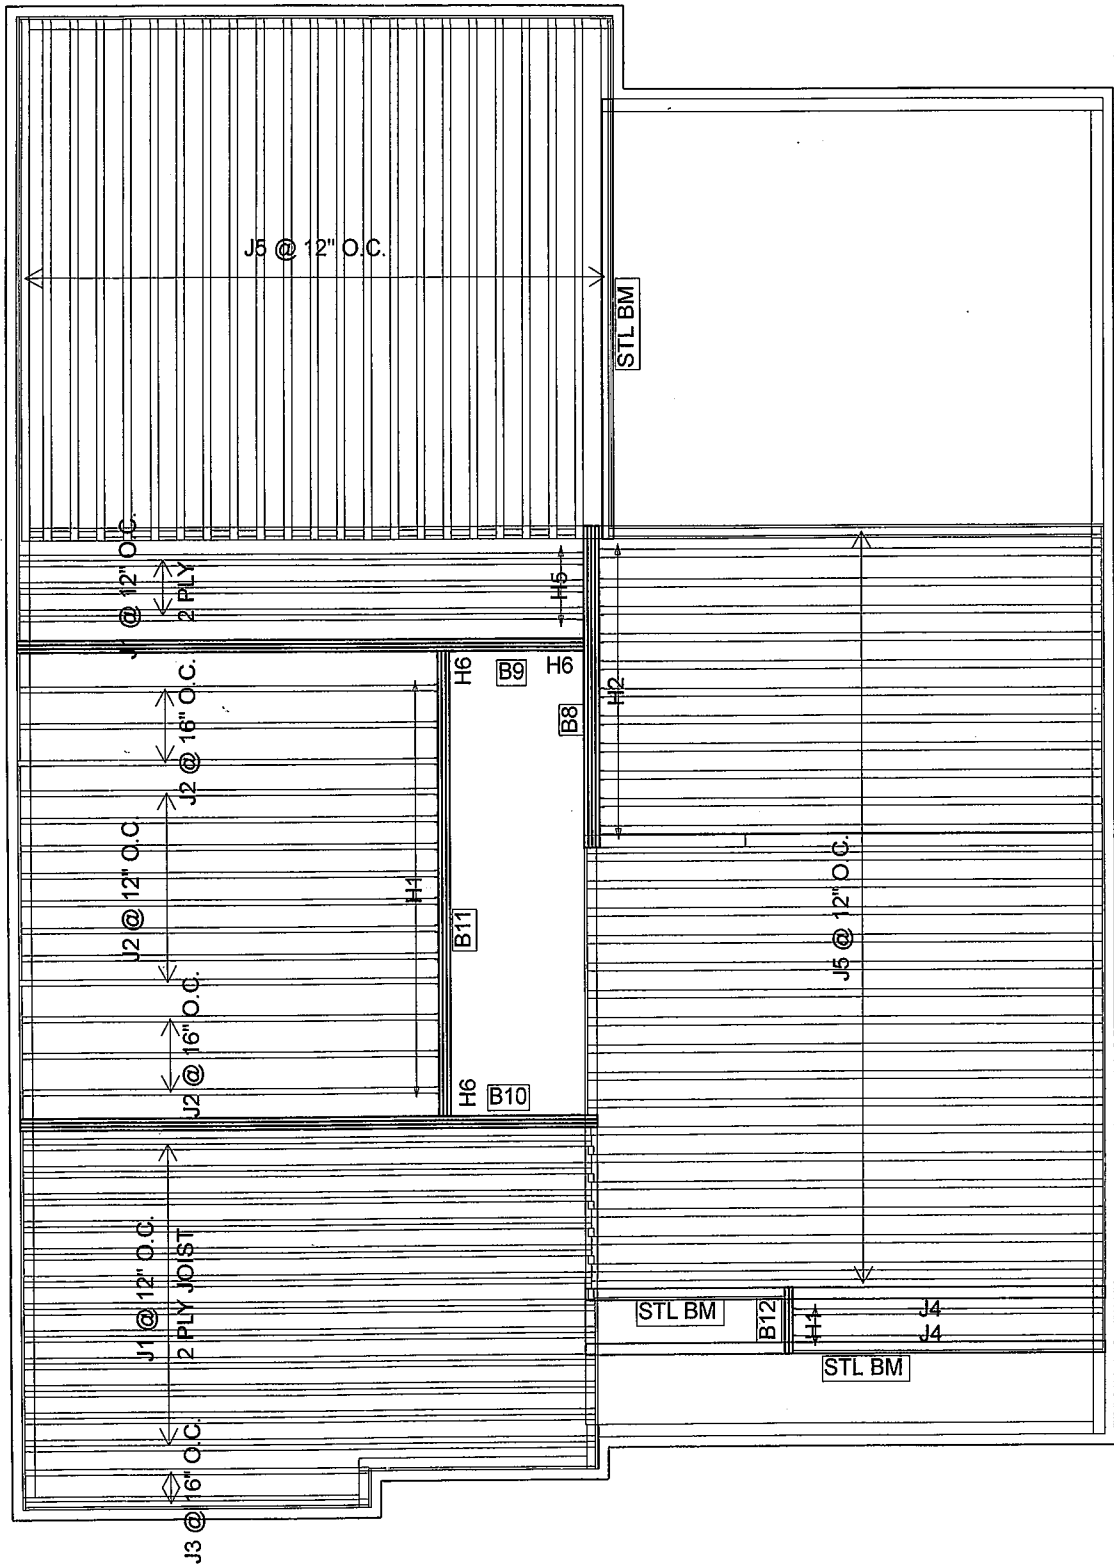 J5 @ 12" O.C.
STL BM
J1 @ 12" O.C.
2 PLY
H5
H6
B9
H6
J2 @ 16" O.C.
B8
H2
J2 @ 12" O.C.
H1
B11
J5 @ 12" O.C.
J2 @ 16" O.C.
H6
B10
J1 @ 12" O.C.
2 PLY JOIST
STL BM
B12
H1
J4
J4
STL BM
J3 @ 16" O.C.